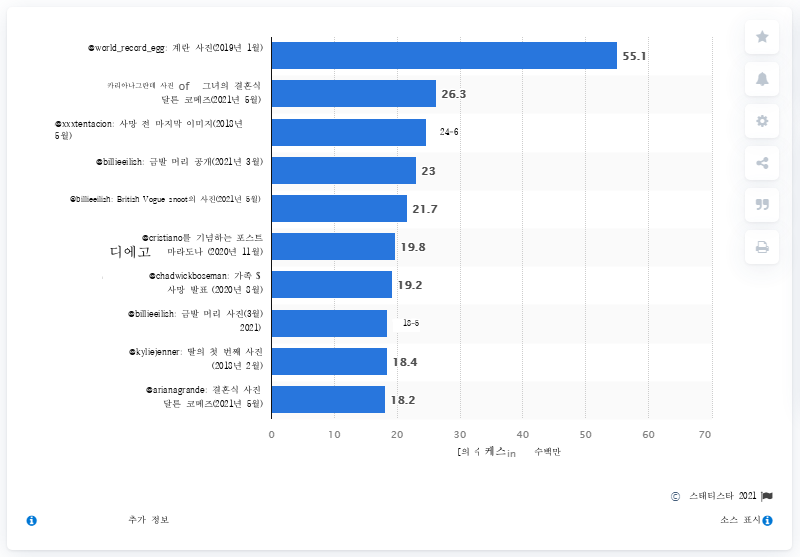 @world_record_egg: 계란 사진(2019년 1월)
55.1
카리아나그란데 사진 of 그녀의 결혼식
달튼 고메즈(2021년 5월)
26.3
@xxxtentacion: 사망 전 마지막 이미지(2018년
5월)
24-6
@billieeilish: 금발 머리 공개(2021년 3월)
23
@billieeilish: British Vogue snoot의 사진(2021년 5월)
21.7
@cristiano를 기념하는 포스트
디에고 마라도나 (2020년 11월)
19.8
@chadwickboseman: 가족 S
사망 발표 (2020년 8월)
19.2
@billieeilish: 금발 머리 사진(3월)
2021)
18-5
@kyliejenner: 딸의 첫 번째 사진
(2018년 2월)
18.4
@arianagrande: 결혼식 사진
달튼 고메즈(2021년 5월)
18.2
0 10 20 30 40 50 60 70
케스in 수백만
© 스태티스타 2021
추가 정보
소스 표시